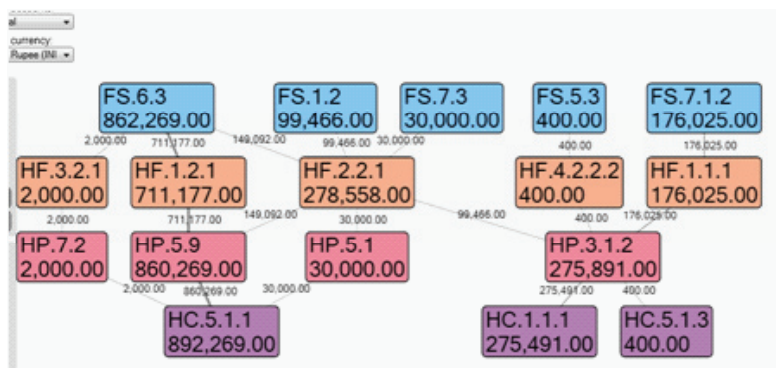 al
currency:
Rupee (INI
FS.6.3
862,269.00
FS.1.2
99,466.00
FS.7.3
30,000.00
FS.5.3
400.00
FS.7.1.2
176,025.00
2,000.00
711,177.00
149,092.00
99,466.00
30,000.00
400.00
176,025.00
HF.3.2.1
2,000.00
HF.1.2.1
711,177.00
HF.2.2.1
278,558.00
HF.4.2.2.2
400.00
HF.1.1.1
176,025.00
2,000.00
711,177.00
149,092.00
30,000.00
99,466.00
400.00
176,025.00
HP.7.2
2,000.00
HP.5.9
860,269.00
HP.5.1
30,000.00
HP.3.1.2
275,891.00
2,000.00
860,269.00
30,000.00
275,491.00
400.00
HC.5.1.1
892,269.00
HC.1.1.1
275,491.00
HC.5.1.3
400.00